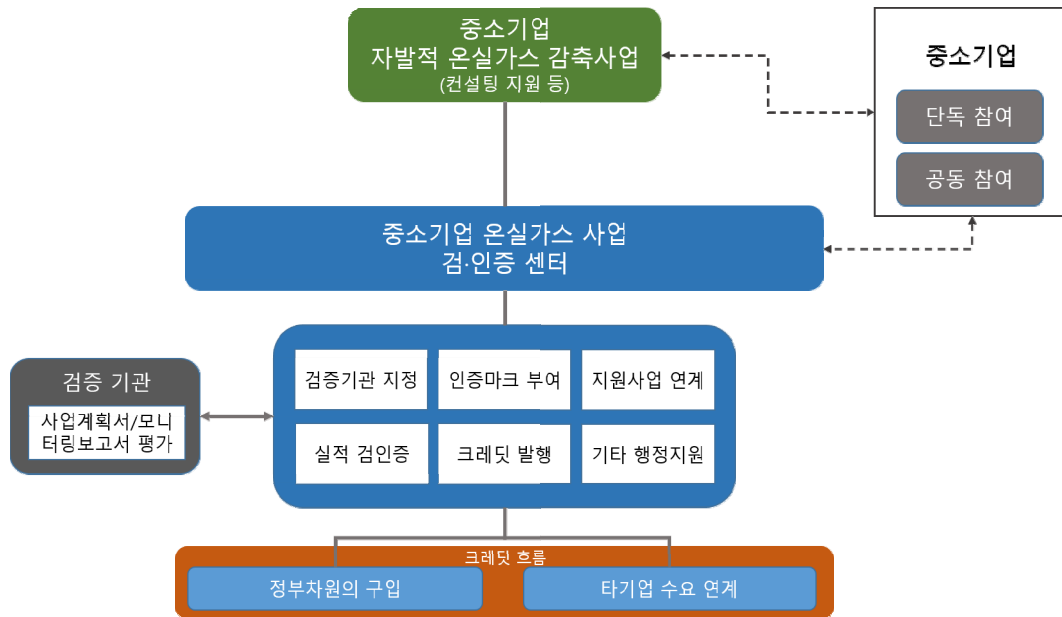 중소기업
자발적 온실가스 감축사업
(컨설팅 지원 등)
중소기업
단독 참여
공동 참여
중소기업 온실가스 사업
검·인증 센터
검증 기관
사업계획서/모니
터링보고서 평가
검증기관 지정
인증마크 부여
지원사업 연계
실적 검인증
크레딧 발행
기타 행정지원
크레딧 흐름
정부차원의 구입
타기업 수요 연계